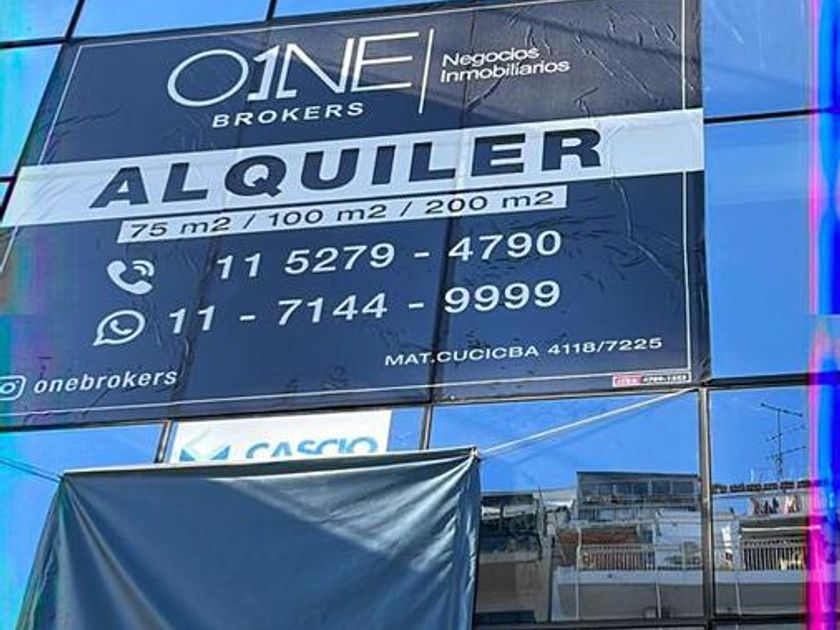 O1NE
BROKERS
Negocios
Inmobiliarios
ALQUILER
75 m2 / 100 m2 / 200 m2
11 5279 - 4790
11 - 7144 - 9999
MAT.CUCICBA 4118/7225
onebrokers
CASCIO